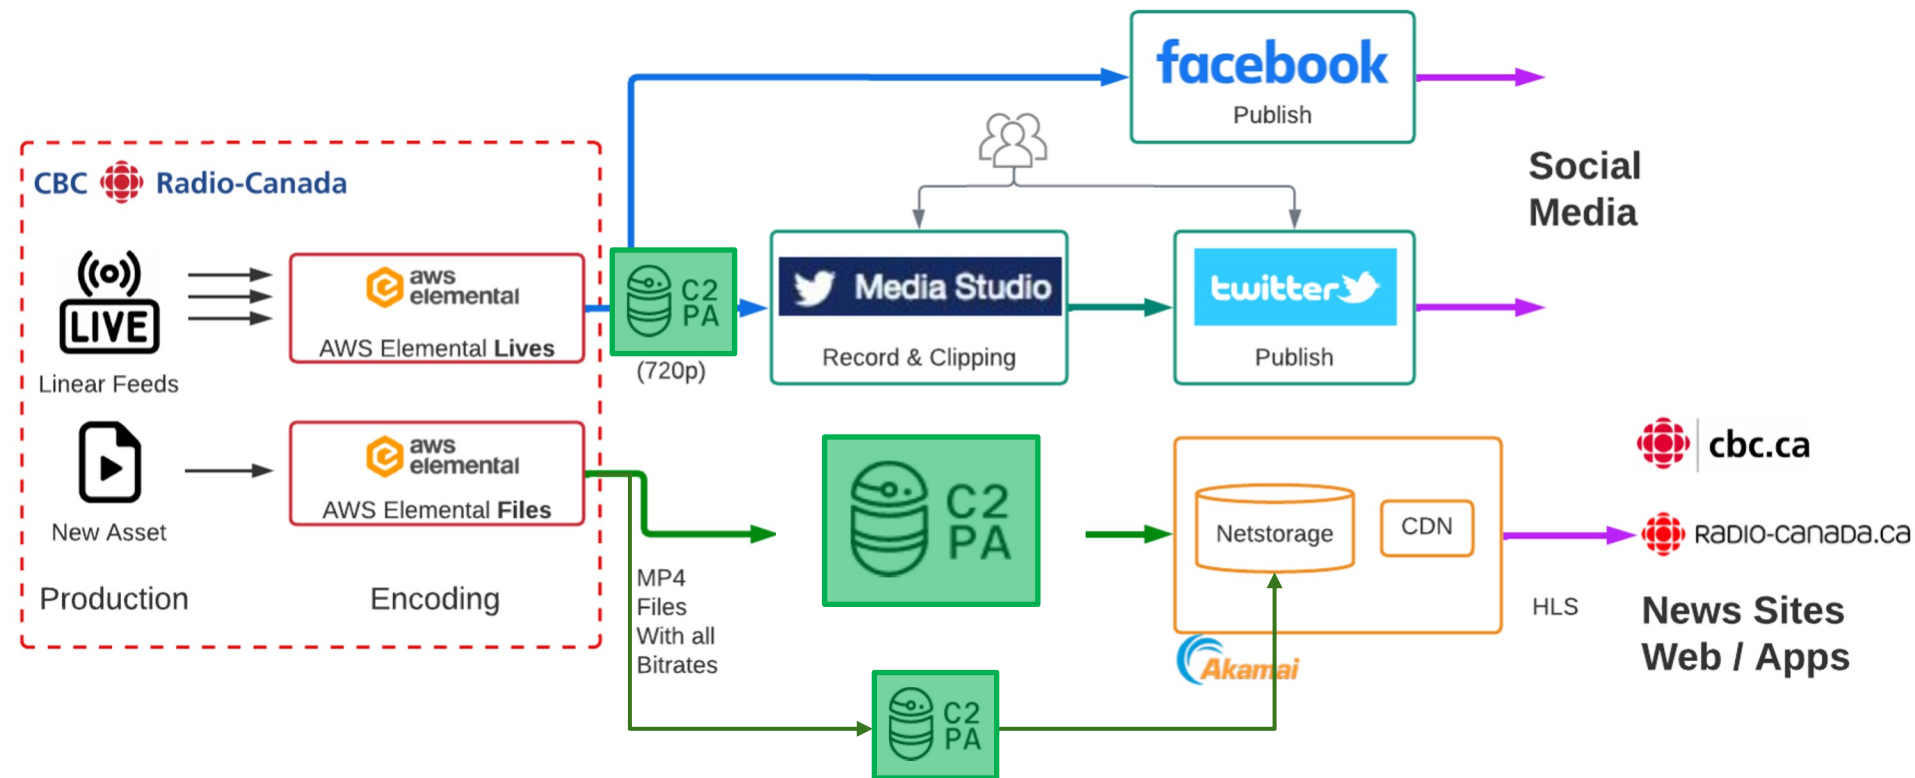 facebook
Publish
Social
Media
CBC Radio-Canada
LIVE
Linear Feeds
aws
elemental
AWS Elemental Lives
C2
PA
(720p)
Media Studio
Record & Clipping
twitter
Publish
New Asset
aws
elemental
AWS Elemental Files
Production
Encoding
MP4
Files
With all
Bitrates
C2
PA
C2
PA
Netstorage
CDN
Akamai
HLS
cbc.ca
RADIO-CANADA.CA
News Sites
Web / Apps